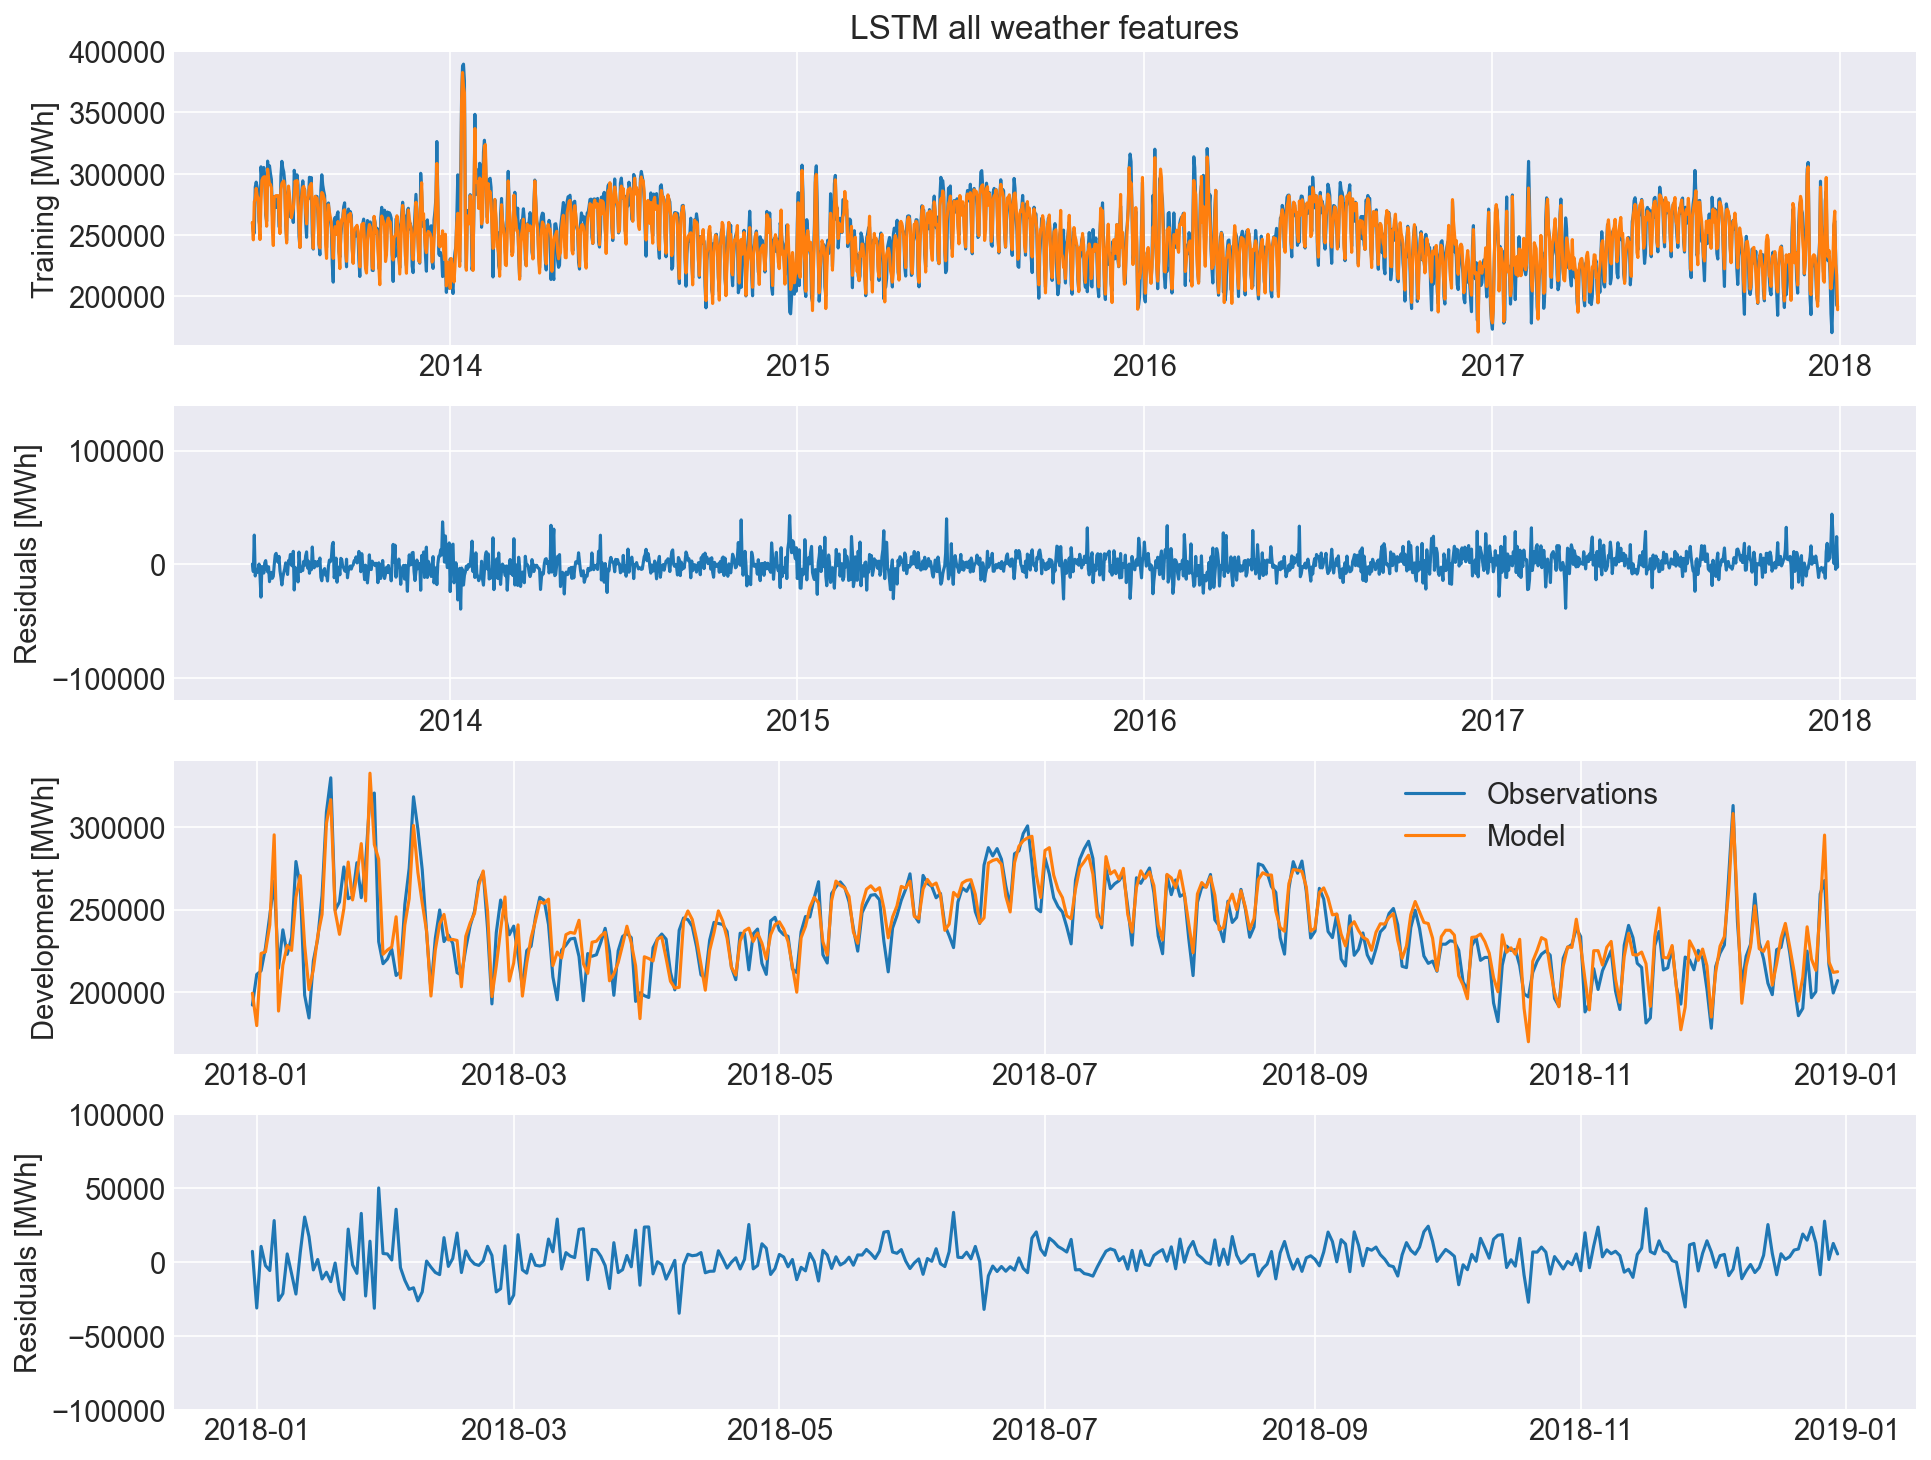 LSTM all weather features
Training [MWh]
400000
350000
300000
250000
200000
2014 2015 2016 2017 2018
Residuals [MWh]
100000
0
−100000
2014 2015 2016 2017 2018
Development [MWh]
300000
250000
200000
Observations
Model
2018-01 2018-03 2018-05 2018-07 2018-09 2018-11 2019-01
Residuals [MWh]
100000
50000
0
−50000
−100000
2018-01 2018-03 2018-05 2018-07 2018-09 2018-11 2019-01